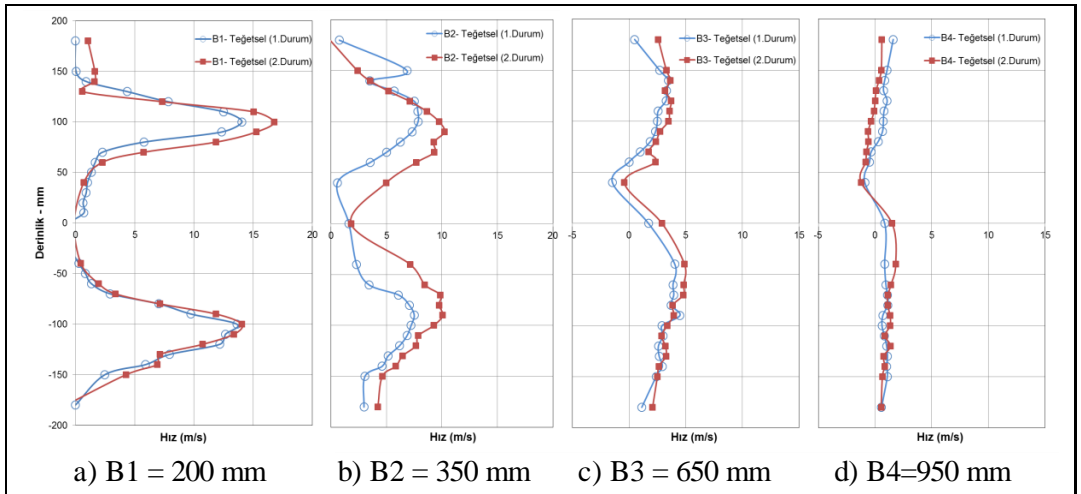 B1- Teğetsel (1.Durum)
B1- Teğetsel (2.Durum)
B2- Teğetsel (1.Durum)
B2- Teğetsel (2.Durum)
B3- Teğetsel (1.Durum)
B3- Teğetsel (2.Durum)
B4- Teğetsel (1.Durum)
B4- Teğetsel (2.Durum)
Derinlik - mm
200
150
100
50
0
-50
-100
-150
-200
0 5 10 15 20
0 5 10 15 20
-5 0 5 10 15
-5 0 5 10 15
Hız (m/s)
Hız (m/s)
Hız (m/s)
Hız (m/s)
a) B1 = 200 mm
b) B2 = 350 mm
c) B3 = 650 mm
d) B4=950 mm